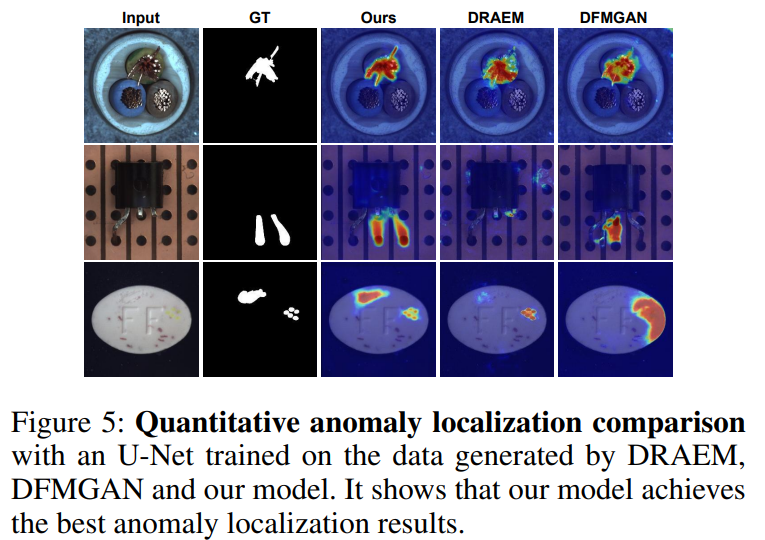 Input GT Ours DRAEM DFMGAN
FF
Figure 5: Quantitative anomaly localization comparison
with an U-Net trained on the data generated by DRAEM,
DFMGAN and our model. It shows that our model achieves
the best anomaly localization results.